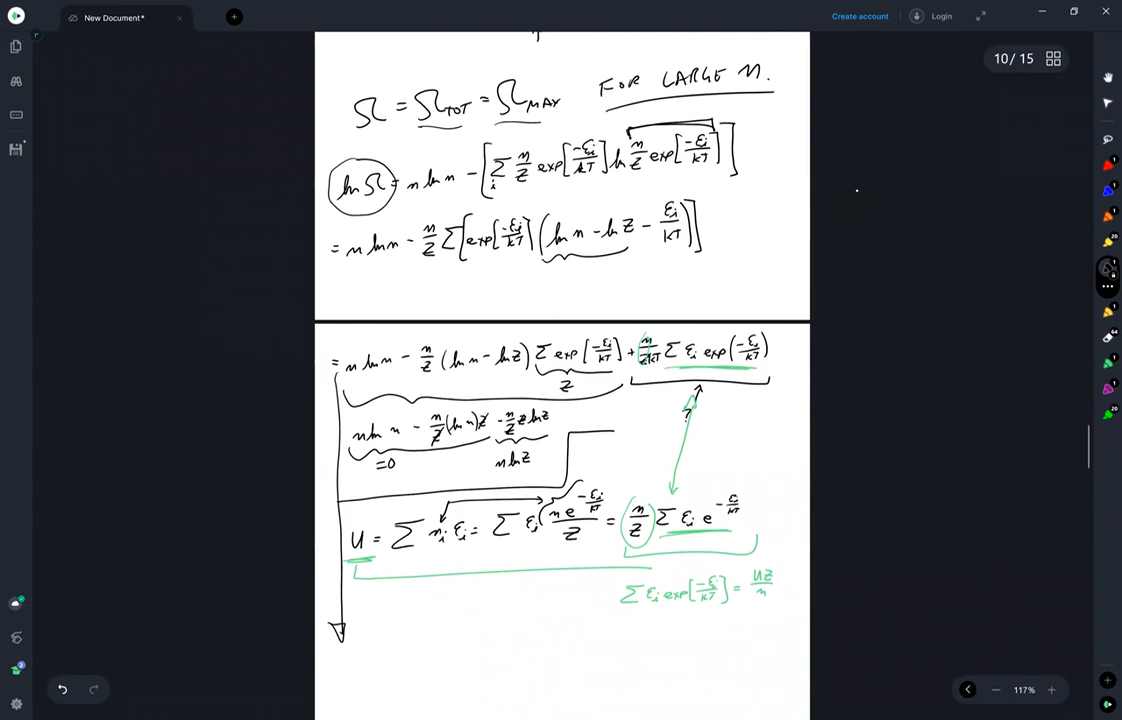 New Document*
Create account
Login
10/15
Ω = Ω_TOT = Ω_MAX FOR LARGE n.
ln Ω = n ln n - [Σ_i n/Z exp[-ε_i/kT] ln n/Z exp[-ε_i/kT]]
= n ln n - n/Z Σ[exp[-ε_i/kT] (ln n - ln Z - ε_i/kT)]
= n ln n - n/Z (ln n - ln Z) Σ exp[-ε_i/kT] + n/ZkT Σ ε_i exp(-ε_i/kT)
Z
?
n ln n - n/Z (ln n) Z - n/Z Z ln Z
=0
n ln Z
U = Σ n_i ε_i = Σ ε_i (n e^(-ε_i/kT)/Z = n/Z Σ ε_i e^(-ε/kT)
Σ ε_i exp[-ε_i/kT] = UZ/n
117%